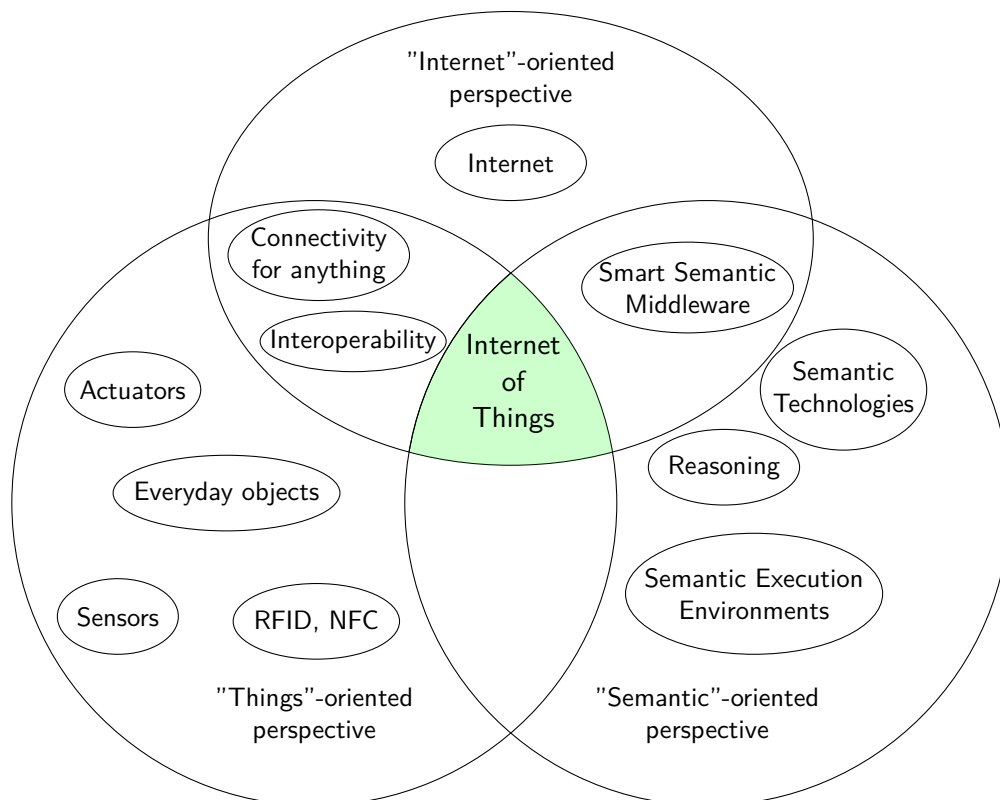 ”Internet”-oriented
perspective
Internet
Connectivity
for anything
Smart Semantic
Middleware
Interoperability
Internet
of
Things
Semantic
Technologies
Actuators
Reasoning
Everyday objects
Semantic Execution
Environments
Sensors
RFID, NFC
”Things”-oriented
perspective
”Semantic”-oriented
perspective